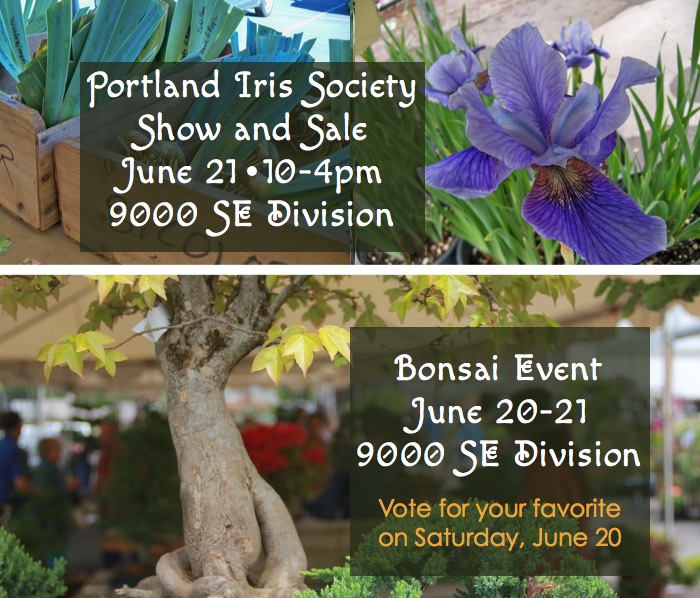 Portland Iris Society
Show and Sale
June 21•10-4pm
9000 SE Division
Bonsai Event
June 20-21
9000 SE Division
Vote for your favorite
on Saturday, June 20